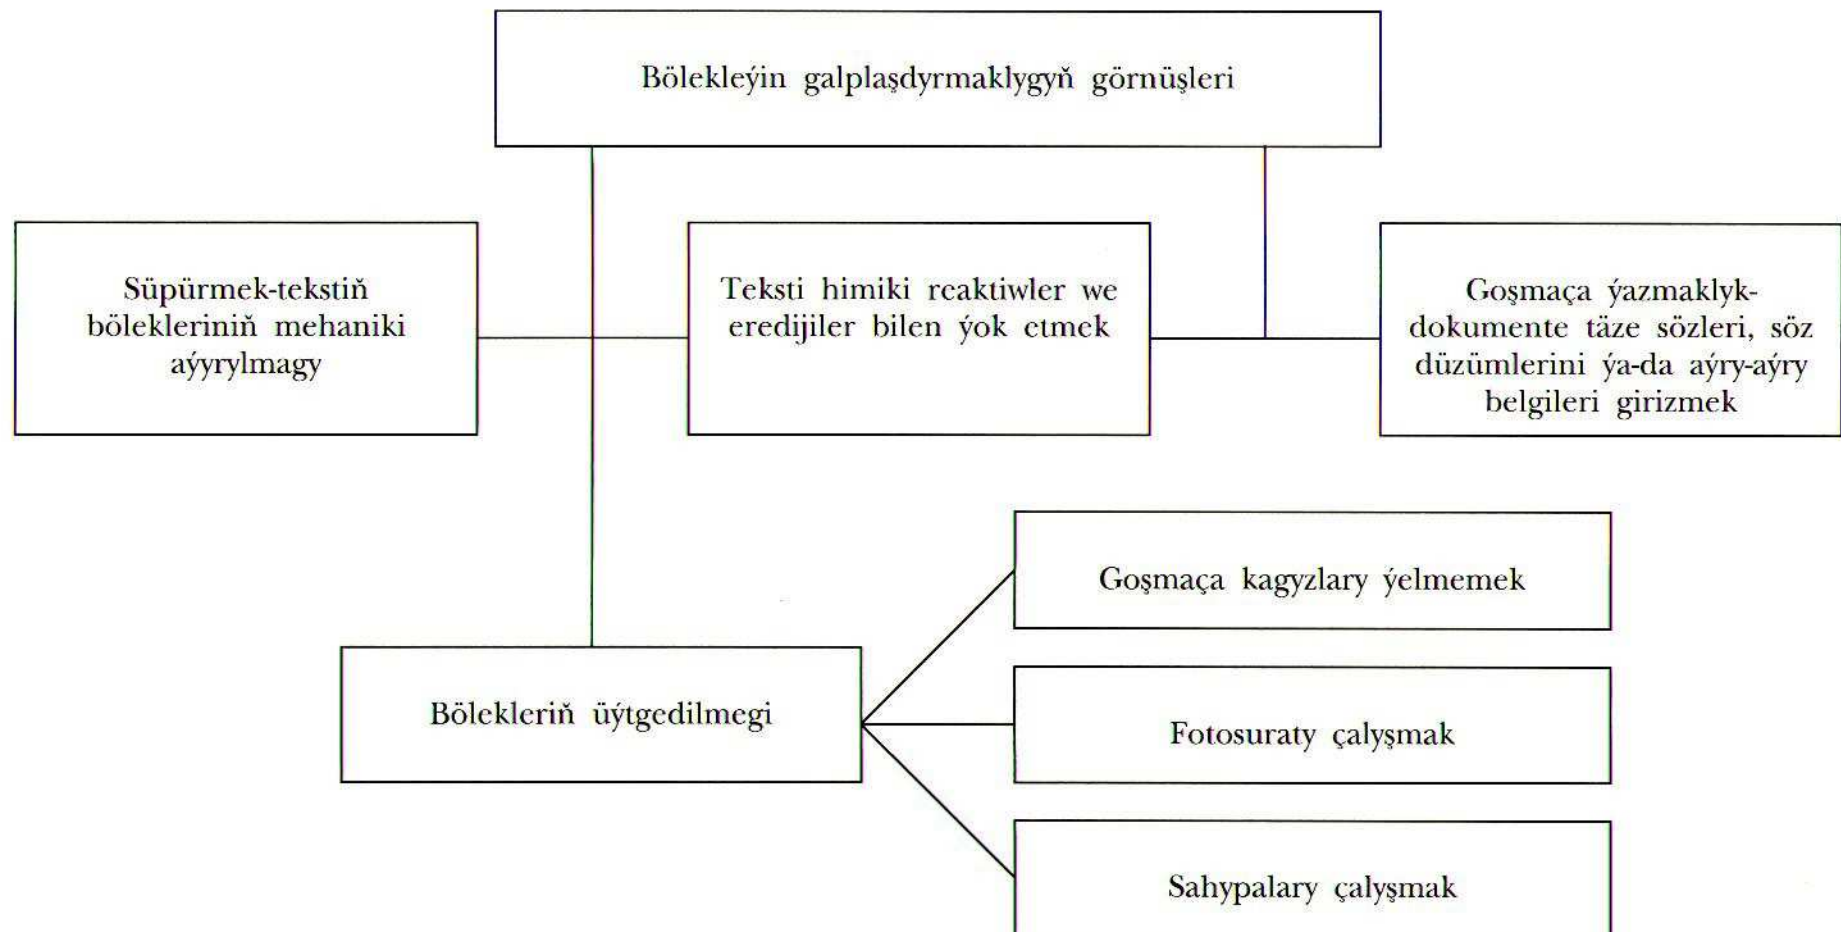 Bölekleýin galplaşdyrmaklygyň görnüşleri
Süpürmek-tekstiň
bölekleriniň mehaniki
aýyrylmagy
Teksti himiki reaktiwler we
eredijiler bilen ýok etmek
Goşmaça ýazmaklyk-
dokumente täze sözleri, söz
düzümlerini ýa-da aýry-aýry
belgileri girizmek
Bölekleriň üýtgedilmegi
Goşmaça kagyzlary ýelmemek
Fotosuraty çalyşmak
Sahypalary çalyşmak